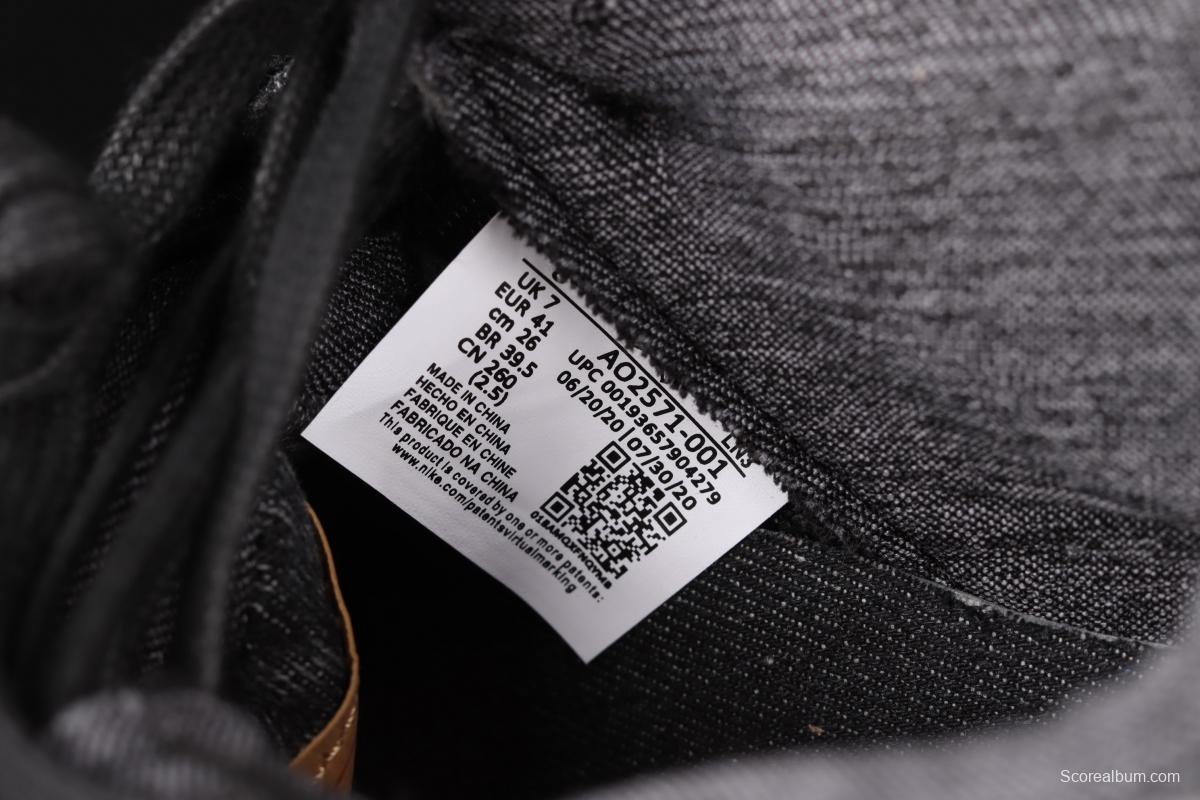 UK 7
EUR 41
cm 26
BR 39.5
CN 260
(2.5)
MADE IN CHINA
HECHO EN CHINA
FABRIQUE EN CHINE
FABRICADO NA CHINA
This product is covered by one or more patents:
www.nike.com/patentsvirtualmarking
LN3
AO2571-001
UPC 00193657904279
06/20/20 07/30/20
Scorealbum.com